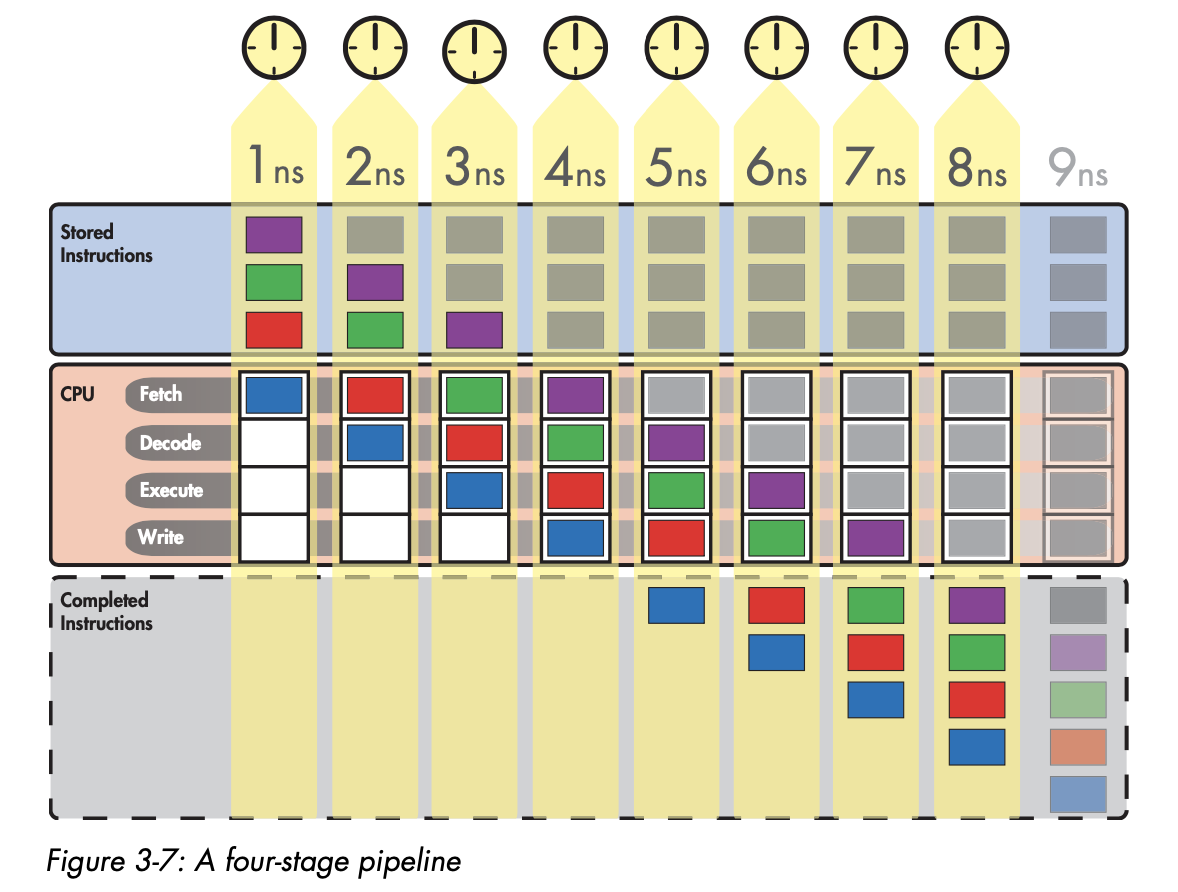 1ns 2ns 3ns 4ns 5ns 6ns 7ns 8ns 9ns
Stored
Instructions
CPU
Fetch
Decode
Execute
Write
Completed
Instructions
Figure 3-7: A four-stage pipeline